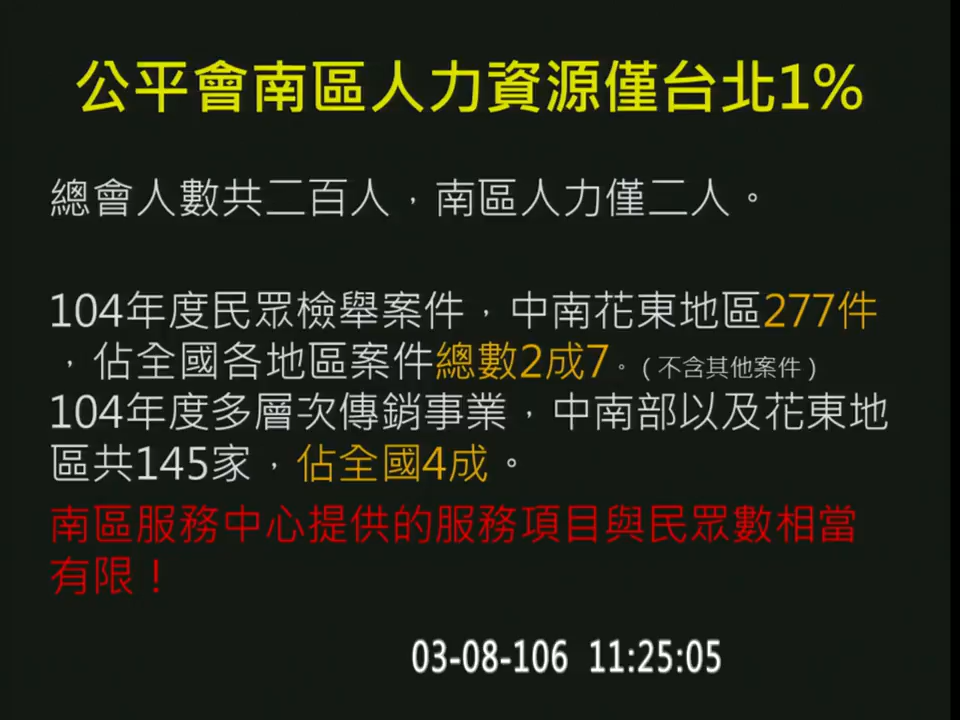 公平會南區人力資源僅台北1%
總會人數共二百人，南區人力僅二人。
104年度民眾檢舉案件，中南花東地區277件
，佔全國各地區案件總數2成7。(不含其他案件)
104年度多層次傳銷事業，中南部以及花東地
區共145家，佔全國4成。
南區服務中心提供的服務項目與民眾數相當
有限！
03-08-106 11:25:05